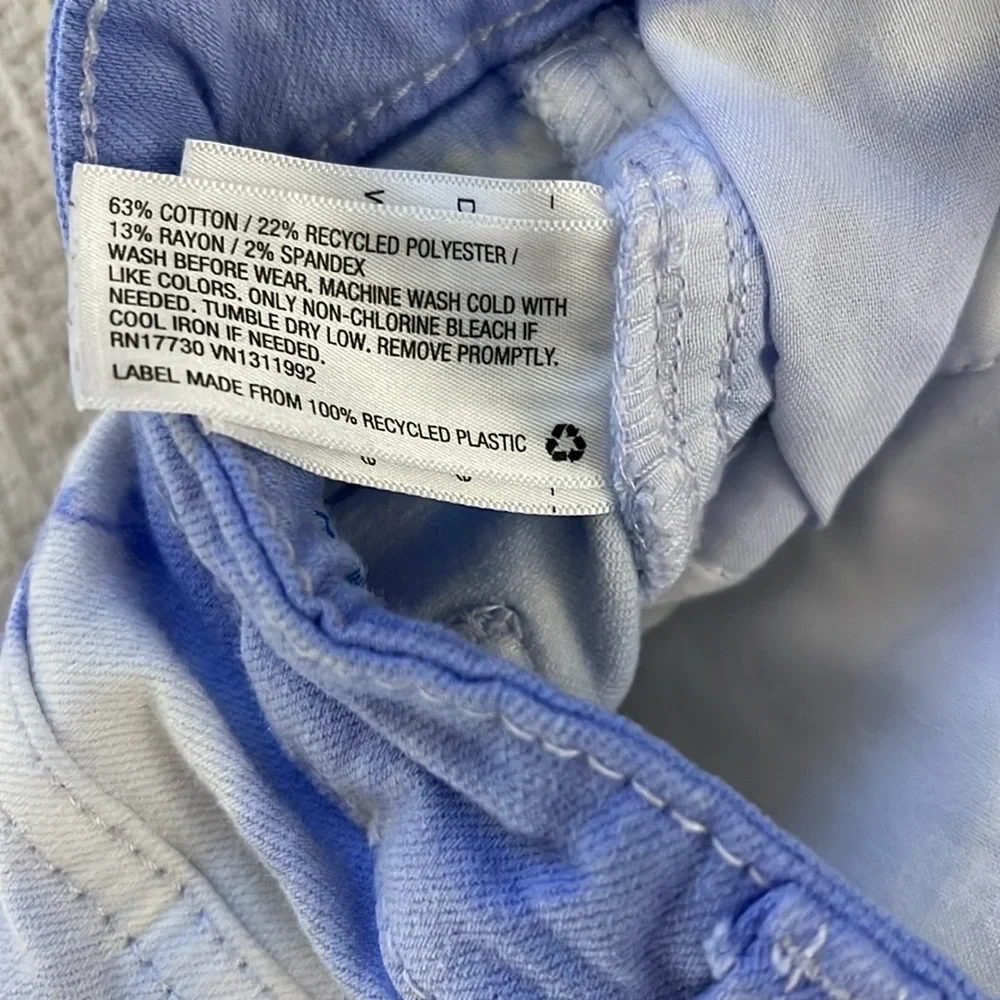 63% COTTON / 22% RECYCLED POLYESTER /
13% RAYON / 2% SPANDEX
WASH BEFORE WEAR. MACHINE WASH COLD WITH
LIKE COLORS. ONLY NON-CHLORINE BLEACH IF
NEEDED. TUMBLE DRY LOW. REMOVE PROMPTLY.
COOL IRON IF NEEDED.
RN17730 VN1311992
LABEL MADE FROM 100% RECYCLED PLASTIC